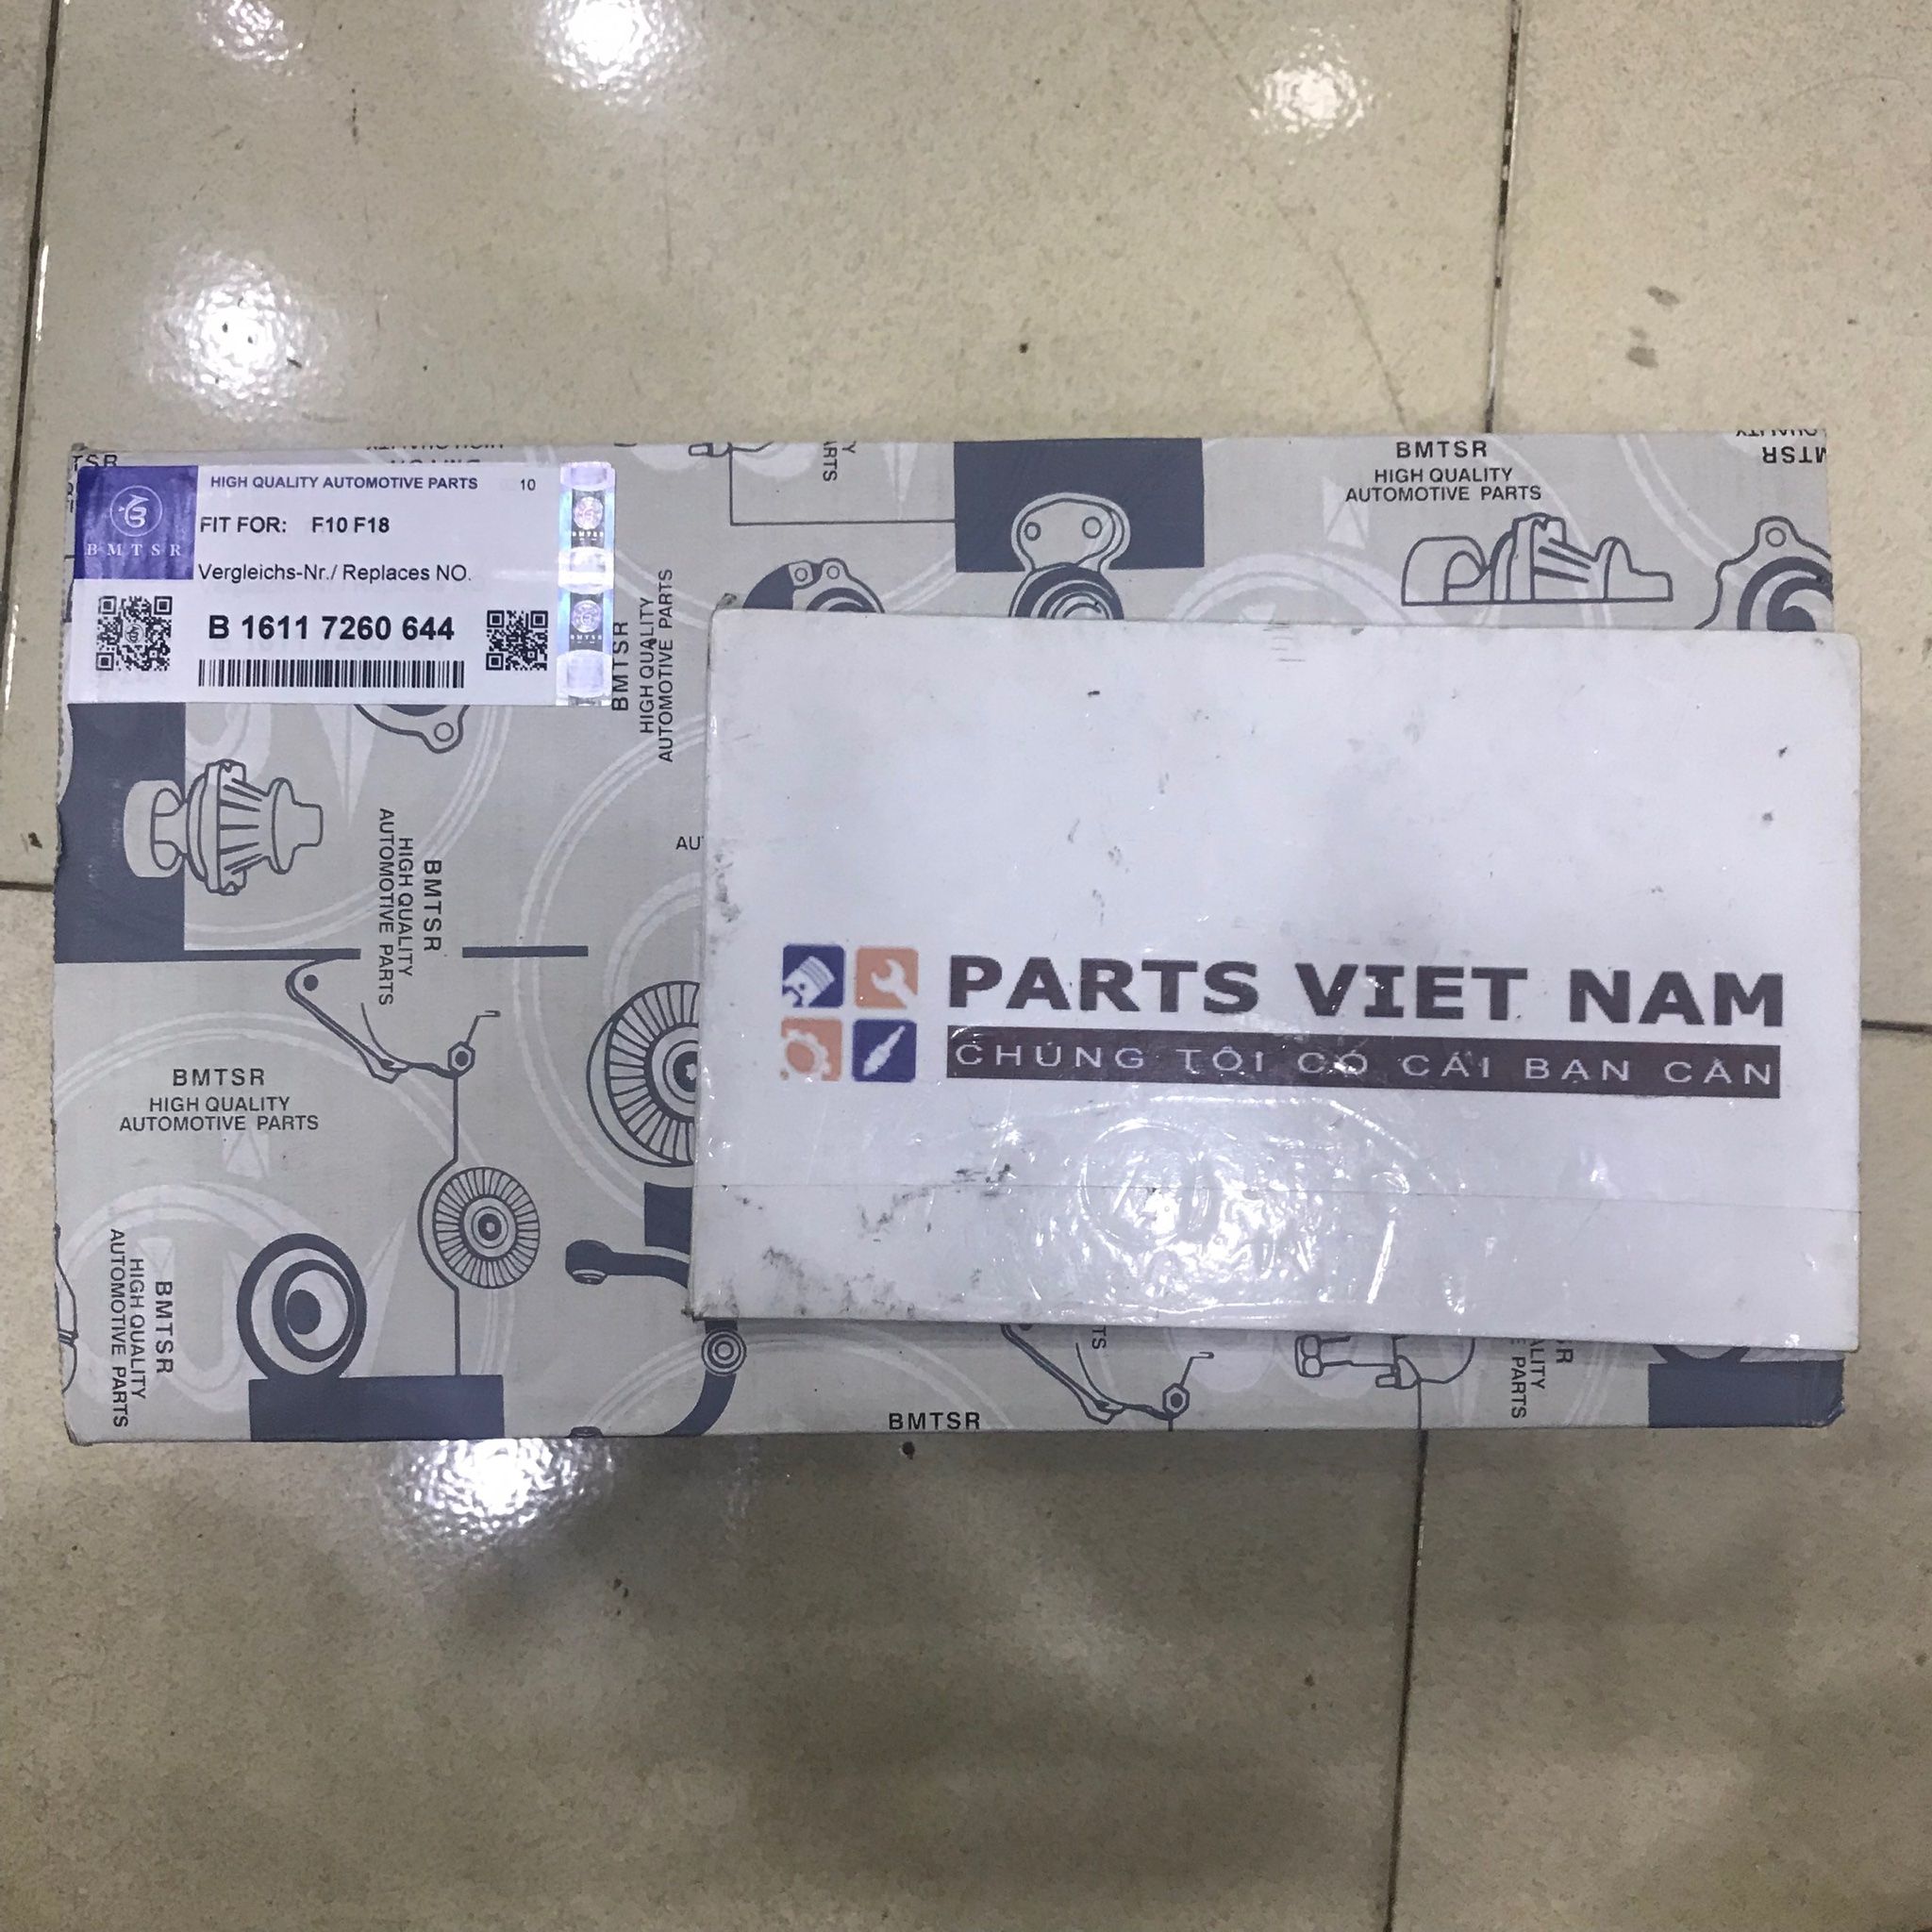 HIGH QUALITY AUTOMOTIVE PARTS 10
FIT FOR: F10 F18
BMTSR
Vergleichs-Nr./ Replaces NO.
B 1611 7260 644
BMTSR
HIGH QUALITY
AUTOMOTIVE PARTS
BMTSR
HIGH QUALITY
AUTOMOTIVE PARTS
BMTSR
HIGH QUALITY
AUTOMOTIVE PARTS
PARTS VIET NAM
CHÚNG TÔI CÓ CÁI BẠN CẦN
BMTSR
HIGH QUALITY
AUTOMOTIVE PARTS
BMTSR
HIGH QUALITY
AUTOMOTIVE PARTS
BMTSR